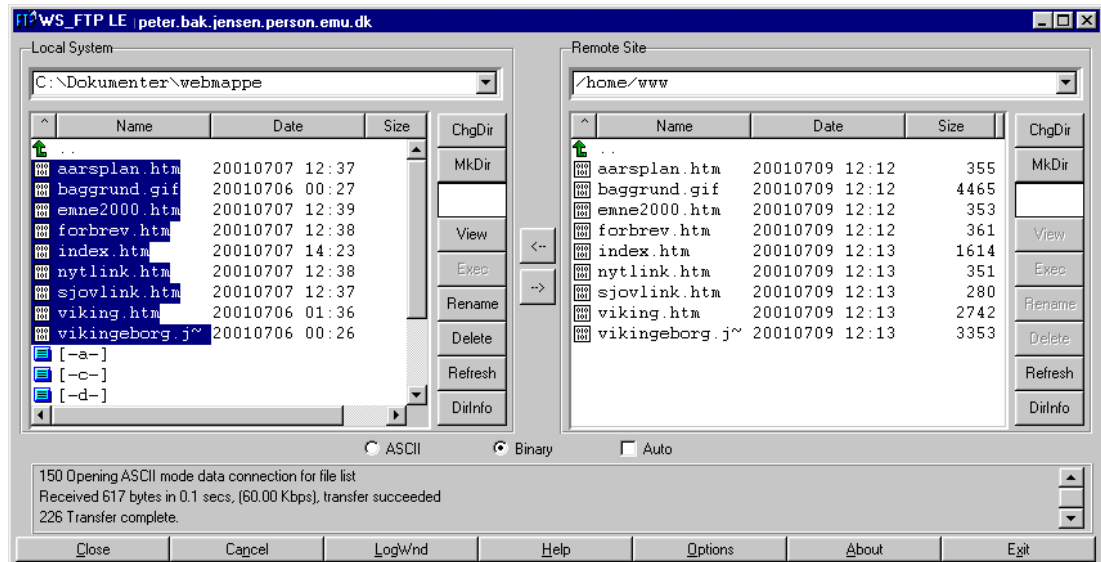 WS_FTP LE peter.bak.jensen.person.emu.dk
Local System
C:\Dokumenter\webmappe
^ Name Date Size
..
aarsplan.htm 20010707 12:37
baggrund.gif 20010706 00:27
emne2000.htm 20010707 12:39
forbrev.htm 20010707 12:38
index.htm 20010707 14:23
nytlink.htm 20010707 12:38
sjovlink.htm 20010707 12:37
viking.htm 20010706 01:36
vikingeborg.j~ 20010706 00:26
[-a-]
[-c-]
[-d-]
ChgDir
MkDir
View
Exec
Rename
Delete
Refresh
DirInfo
<--
-->
Remote Site
/home/www
^ Name Date Size
..
aarsplan.htm 20010709 12:12 355
baggrund.gif 20010709 12:12 4465
emne2000.htm 20010709 12:12 353
forbrev.htm 20010709 12:12 361
index.htm 20010709 12:13 1614
nytlink.htm 20010709 12:13 351
sjovlink.htm 20010709 12:13 280
viking.htm 20010709 12:13 2742
vikingeborg.j~ 20010709 12:13 3353
ChgDir
MkDir
View
Exec
Rename
Delete
Refresh
DirInfo
ASCII Binary Auto
150 Opening ASCII mode data connection for file list
Received 617 bytes in 0.1 secs, (60.00 Kbps), transfer succeeded
226 Transfer complete.
Close Cancel LogWnd Help Options About Exit